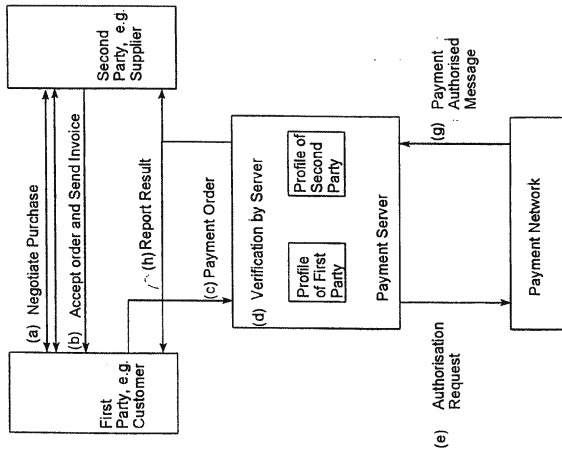 First
Party, e.g.
Customer
Second
Party, e.g.
Supplier
(a) Negotiate Purchase
(b) Accept order and Send Invoice
(h) Report Result
(c) Payment Order
(d) Verification by Server
Profile
of First
Party
Profile of
Second
Party
Payment Server
(e) Authorisation
Request
(g) Payment
Authorised
Message
Payment Network